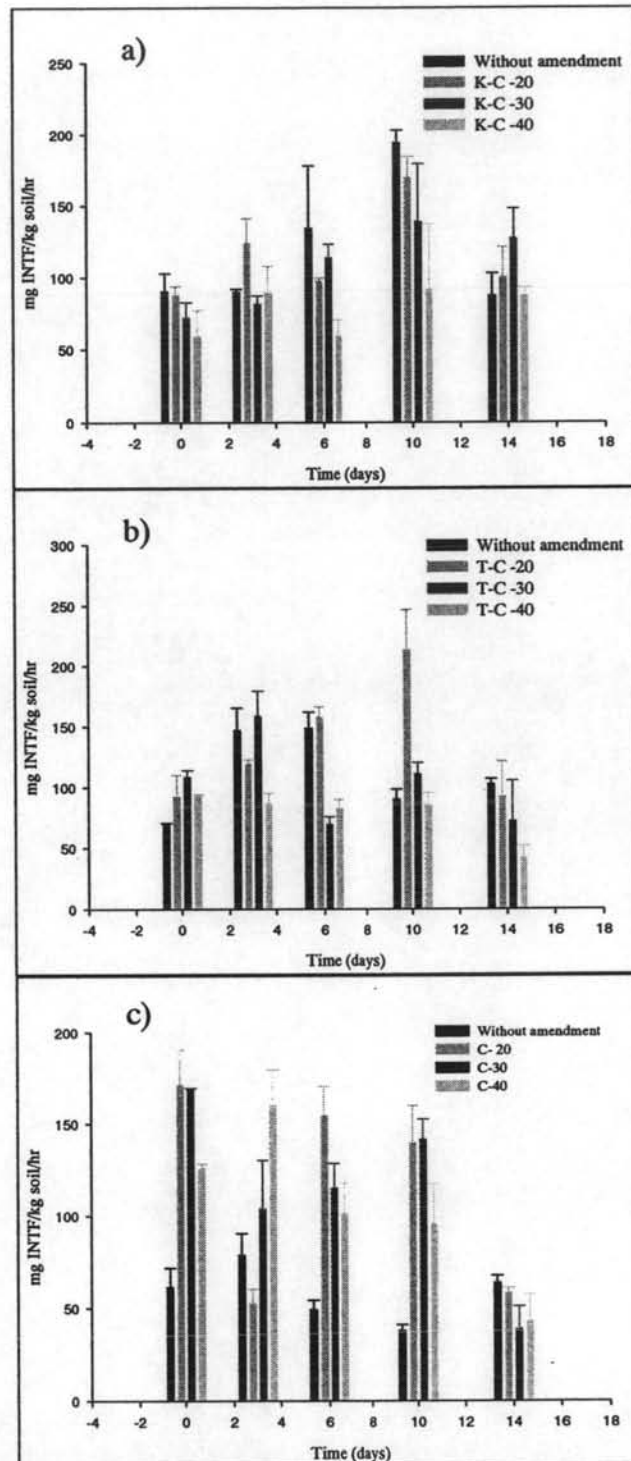 a)
Without amendment
K-C -20
K-C -30
K-C -40
mg INTF/kg soil/hr
250
200
150
100
50
0
-4 -2 0 2 4 6 8 10 12 14 16 18
Time (days)
b)
Without amendment
T-C -20
T-C -30
T-C -40
mg INTF/kg soil/hr
300
250
200
150
100
50
0
-4 -2 0 2 4 6 8 10 12 14 16 18
Time (days)
c)
Without amendment
C- 20
C-30
C-40
mg INTF/kg soil/hr
200
150
100
50
0
-4 -2 0 2 4 6 8 10 12 14 16 18
Time (days)